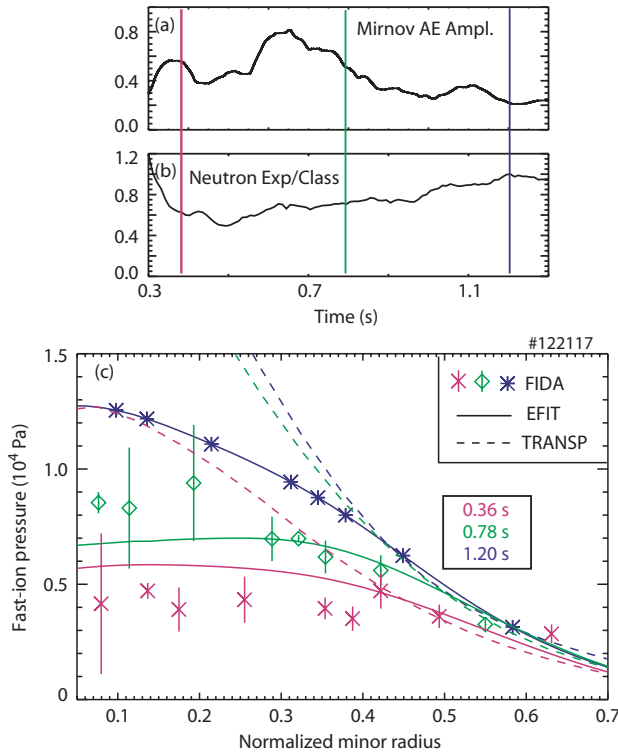 (a)
Mirnov AE Ampl.
0.8
0.4
0.0
(b)
Neutron Exp/Class
1.2
0.8
0.4
0.0
0.3 0.7 1.1
Time (s)
#122117
(c)
FIDA
EFIT
TRANSP
0.36 s
0.78 s
1.20 s
1.5
1.0
0.5
0
Fast-ion pressure (10⁴ Pa)
0.1 0.2 0.3 0.4 0.5 0.6 0.7
Normalized minor radius